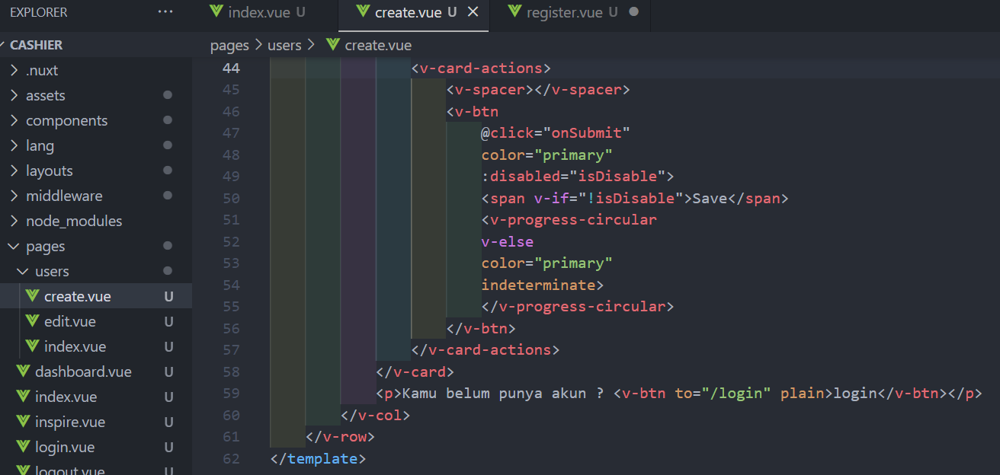 EXPLORER ...
index.vue U
create.vue U
register.vue U
CASHIER
pages > users > create.vue
.nuxt
assets
components
lang
layouts
middleware
node_modules
pages
users
create.vue U
edit.vue U
index.vue U
dashboard.vue U
index.vue U
inspire.vue U
login.vue U
logout.vue U
44 <v-card-actions>
45 <v-spacer></v-spacer>
46 <v-btn
47 @click="onSubmit"
48 color="primary"
49 :disabled="isDisable">
50 <span v-if="!isDisable">Save</span>
51 <v-progress-circular
52 v-else
53 color="primary"
54 indeterminate>
55 </v-progress-circular>
56 </v-btn>
57 </v-card-actions>
58 </v-card>
59 <p>Kamu belum punya akun ? <v-btn to="/login" plain>login</v-btn></p>
60 </v-col>
61 </v-row>
62 </template>